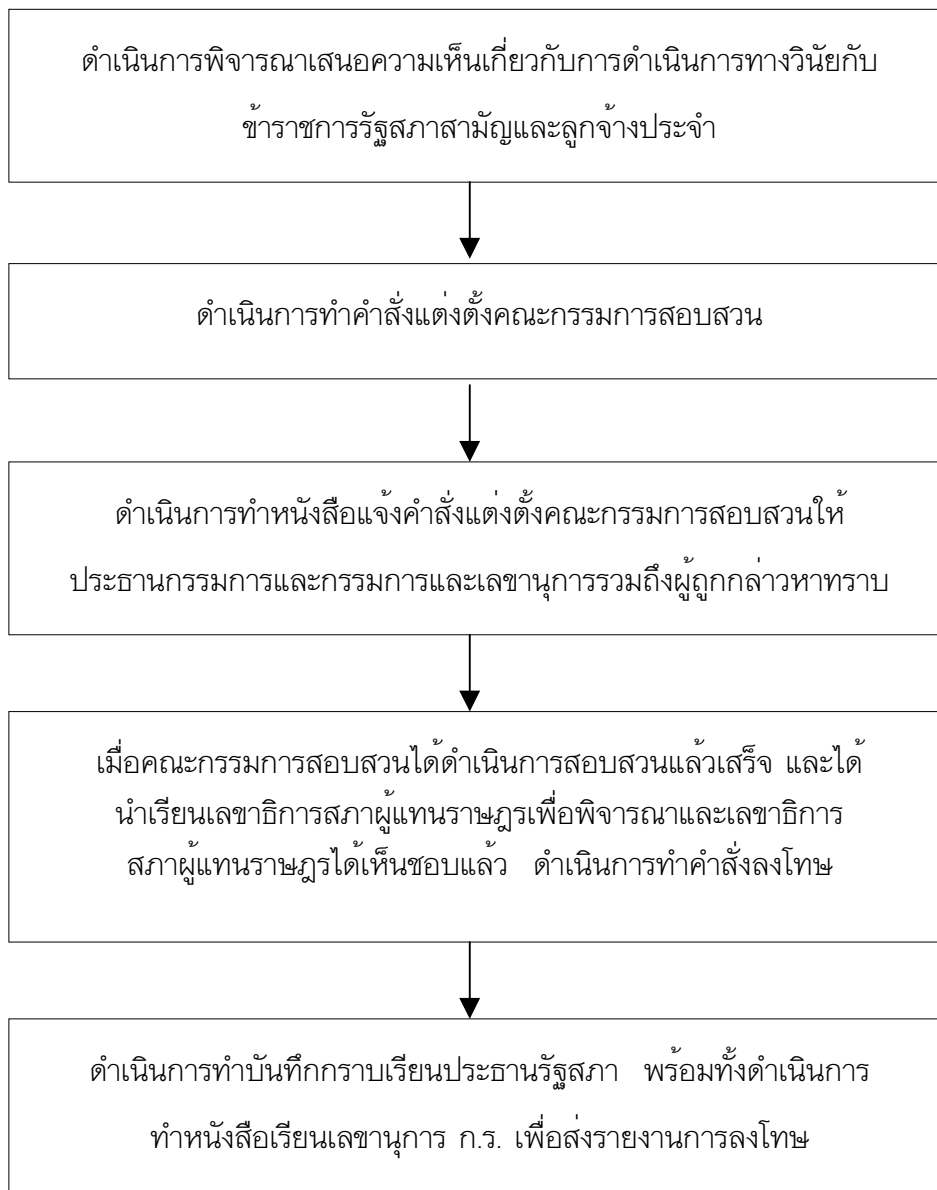 ดำเนินการพิจารณาเสนอความเห็นเกี่ยวกับการดำเนินการทางวินัยกับ
ข้าราชการรัฐสภาสามัญและลูกจ้างประจำ
ดำเนินการทำคำสั่งแต่งตั้งคณะกรรมการสอบสวน
ดำเนินการทำหนังสือแจ้งคำสั่งแต่งตั้งคณะกรรมการสอบสวนให้
ประธานกรรมการและกรรมการและเลขานุการรวมถึงผู้ถูกกล่าวหาทราบ
เมื่อคณะกรรมการสอบสวนได้ดำเนินการสอบสวนแล้วเสร็จ และได้
นำเรียนเลขาธิการสภาผู้แทนราษฎรเพื่อพิจารณาและเลขาธิการ
สภาผู้แทนราษฎรได้เห็นชอบแล้ว ดำเนินการทำคำสั่งลงโทษ
ดำเนินการทำบันทึกกราบเรียนประธานรัฐสภา พร้อมทั้งดำเนินการ
ทำหนังสือเรียนเลขานุการ ก.ร. เพื่อส่งรายงานการลงโทษ